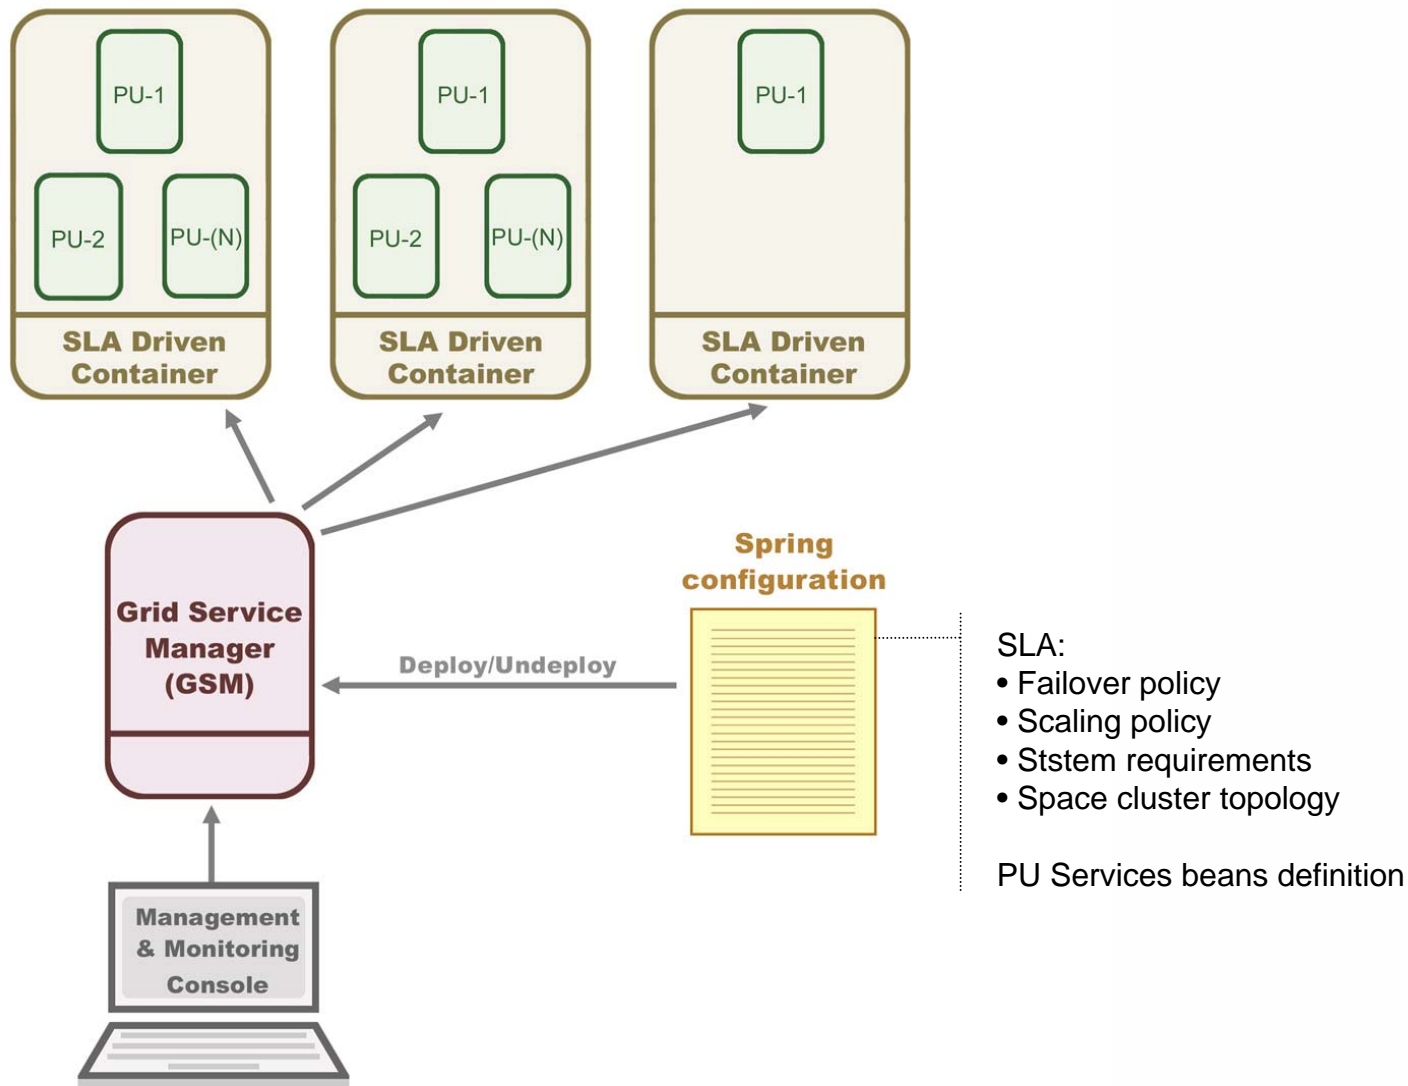 PU-1
PU-2
PU-(N)
SLA Driven
Container
PU-1
PU-2
PU-(N)
SLA Driven
Container
PU-1
SLA Driven
Container
Grid Service
Manager
(GSM)
Deploy/Undeploy
Spring
configuration
SLA:
• Failover policy
• Scaling policy
• Ststem requirements
• Space cluster topology
PU Services beans definition
Management
& Monitoring
Console